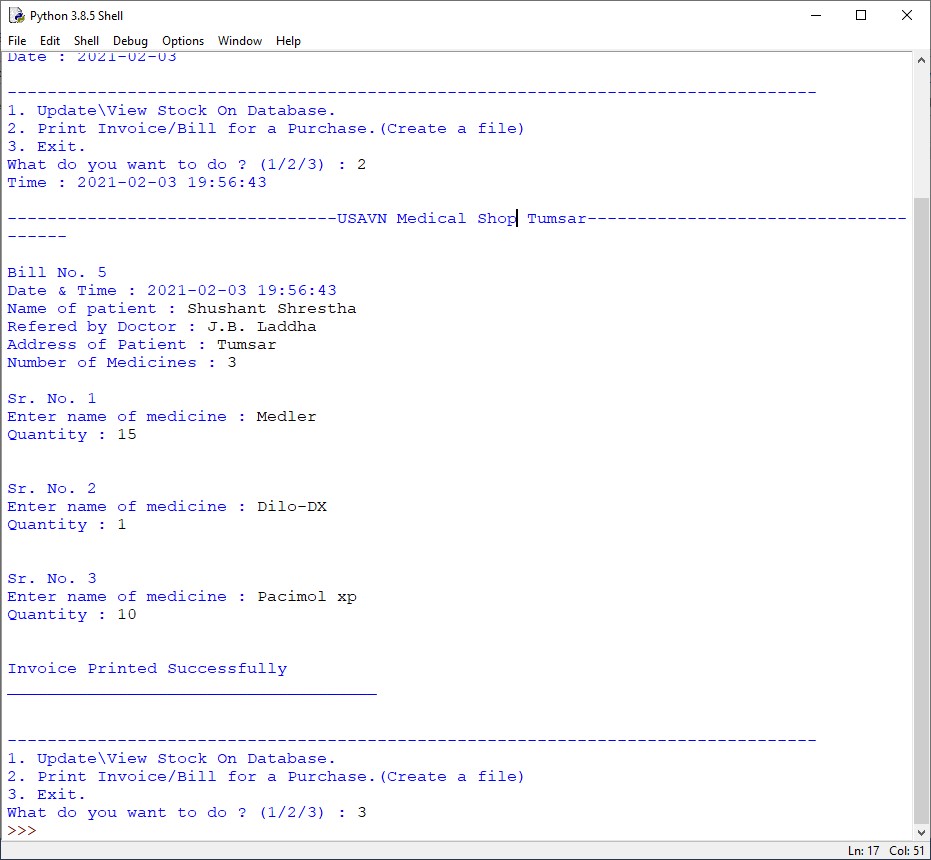 Python 3.8.5 Shell
File Edit Shell Debug Options Window Help
Date : 2021-02-03
---------------------------------------------------------------------------------
1. Update\View Stock On Database.
2. Print Invoice/Bill for a Purchase.(Create a file)
3. Exit.
What do you want to do ? (1/2/3) : 2
Time : 2021-02-03 19:56:43
---------------------------------USAVN Medical Shop Tumsar--------------------------------
------
Bill No. 5
Date & Time : 2021-02-03 19:56:43
Name of patient : Shushant Shrestha
Refered by Doctor : J.B. Laddha
Address of Patient : Tumsar
Number of Medicines : 3
Sr. No. 1
Enter name of medicine : Medler
Quantity : 15
Sr. No. 2
Enter name of medicine : Dilo-DX
Quantity : 1
Sr. No. 3
Enter name of medicine : Pacimol xp
Quantity : 10
Invoice Printed Successfully
_____________________________________
---------------------------------------------------------------------------------
1. Update\View Stock On Database.
2. Print Invoice/Bill for a Purchase.(Create a file)
3. Exit.
What do you want to do ? (1/2/3) : 3
>>>
Ln: 17 Col: 51